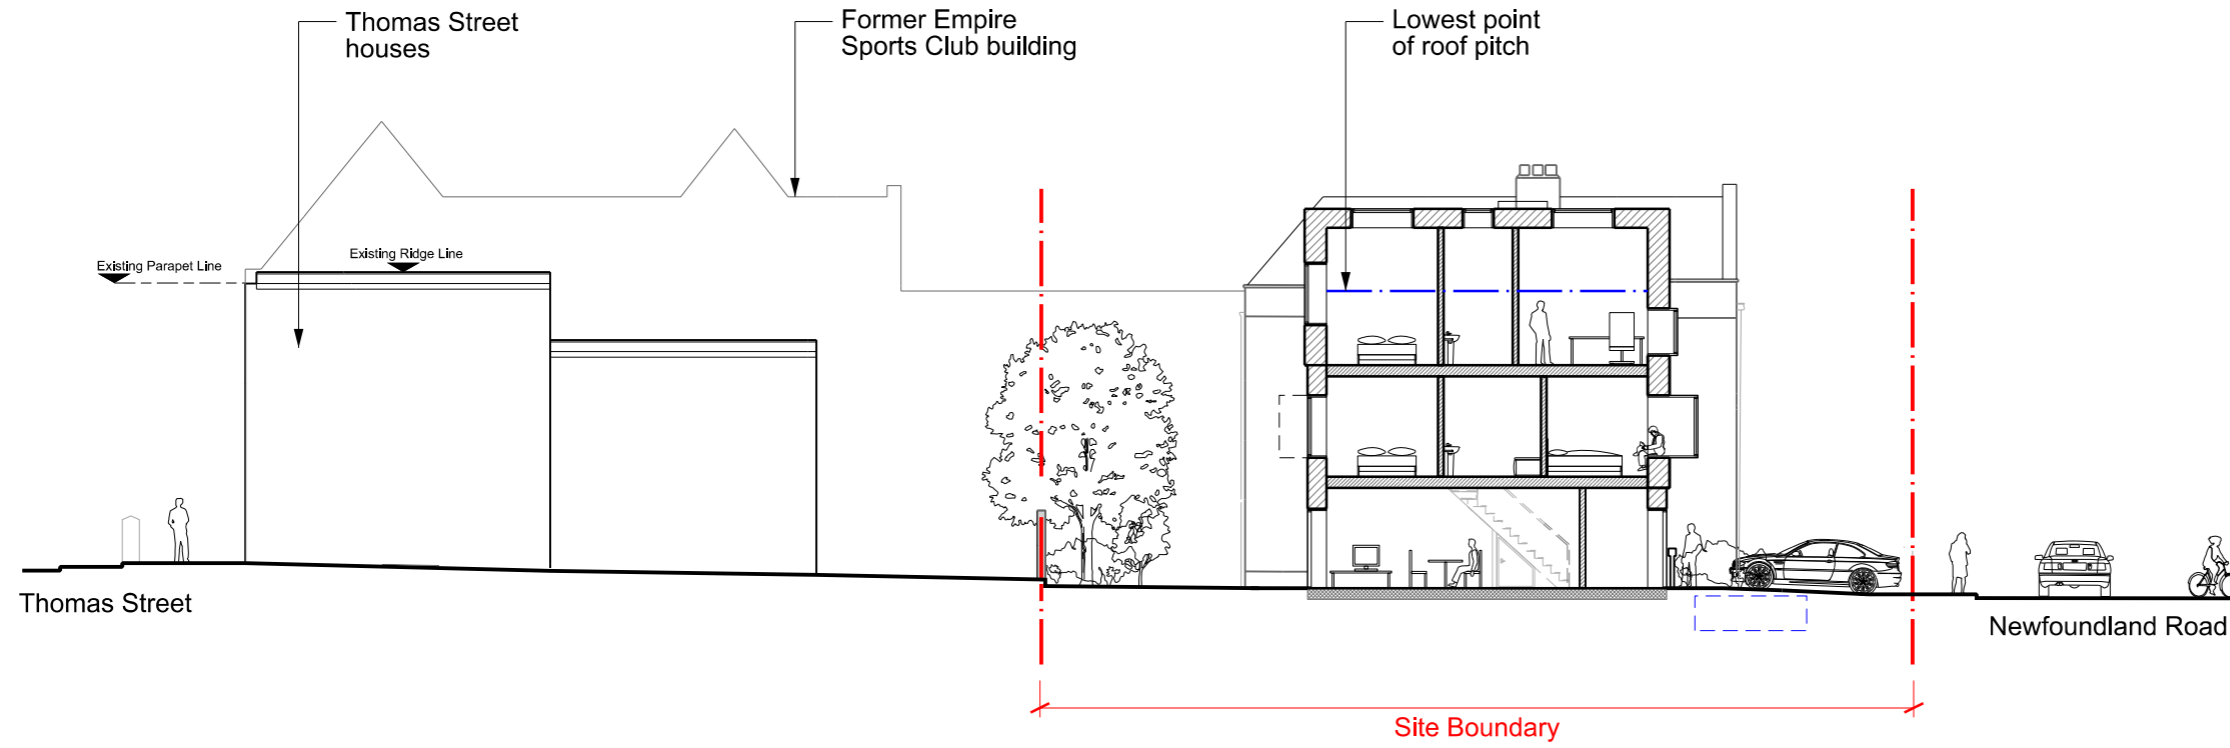 Thomas Street
houses
Former Empire
Sports Club building
Lowest point
of roof pitch
Existing Parapet Line
Existing Ridge Line
Thomas Street
Newfoundland Road
Site Boundary